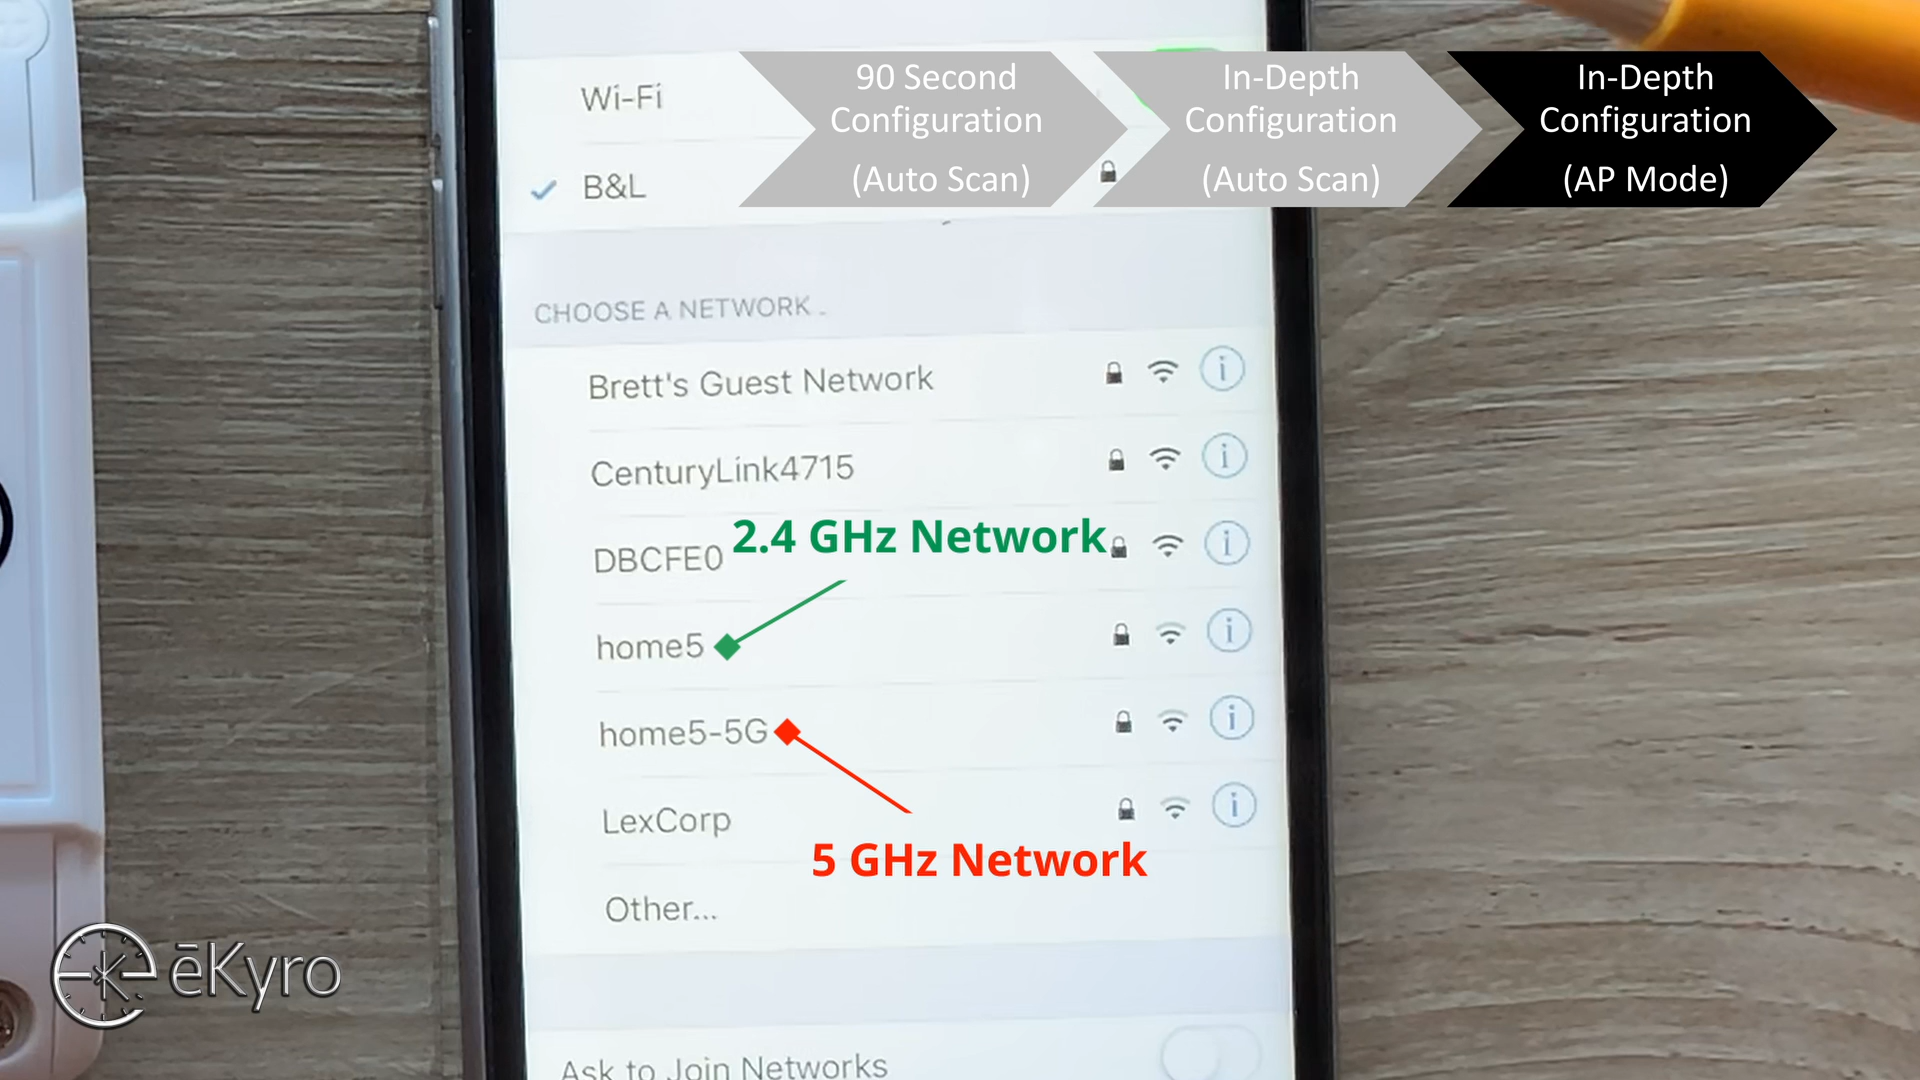 Wi-Fi
90 Second
Configuration
(Auto Scan)
In-Depth
Configuration
(Auto Scan)
In-Depth
Configuration
(AP Mode)
B&L
CHOOSE A NETWORK
Brett's Guest Network
CenturyLink4715
DBCFE0
2.4 GHz Network
home5
home5-5G
LexCorp
5 GHz Network
Other...
ēKyro
Ask to Join Networks